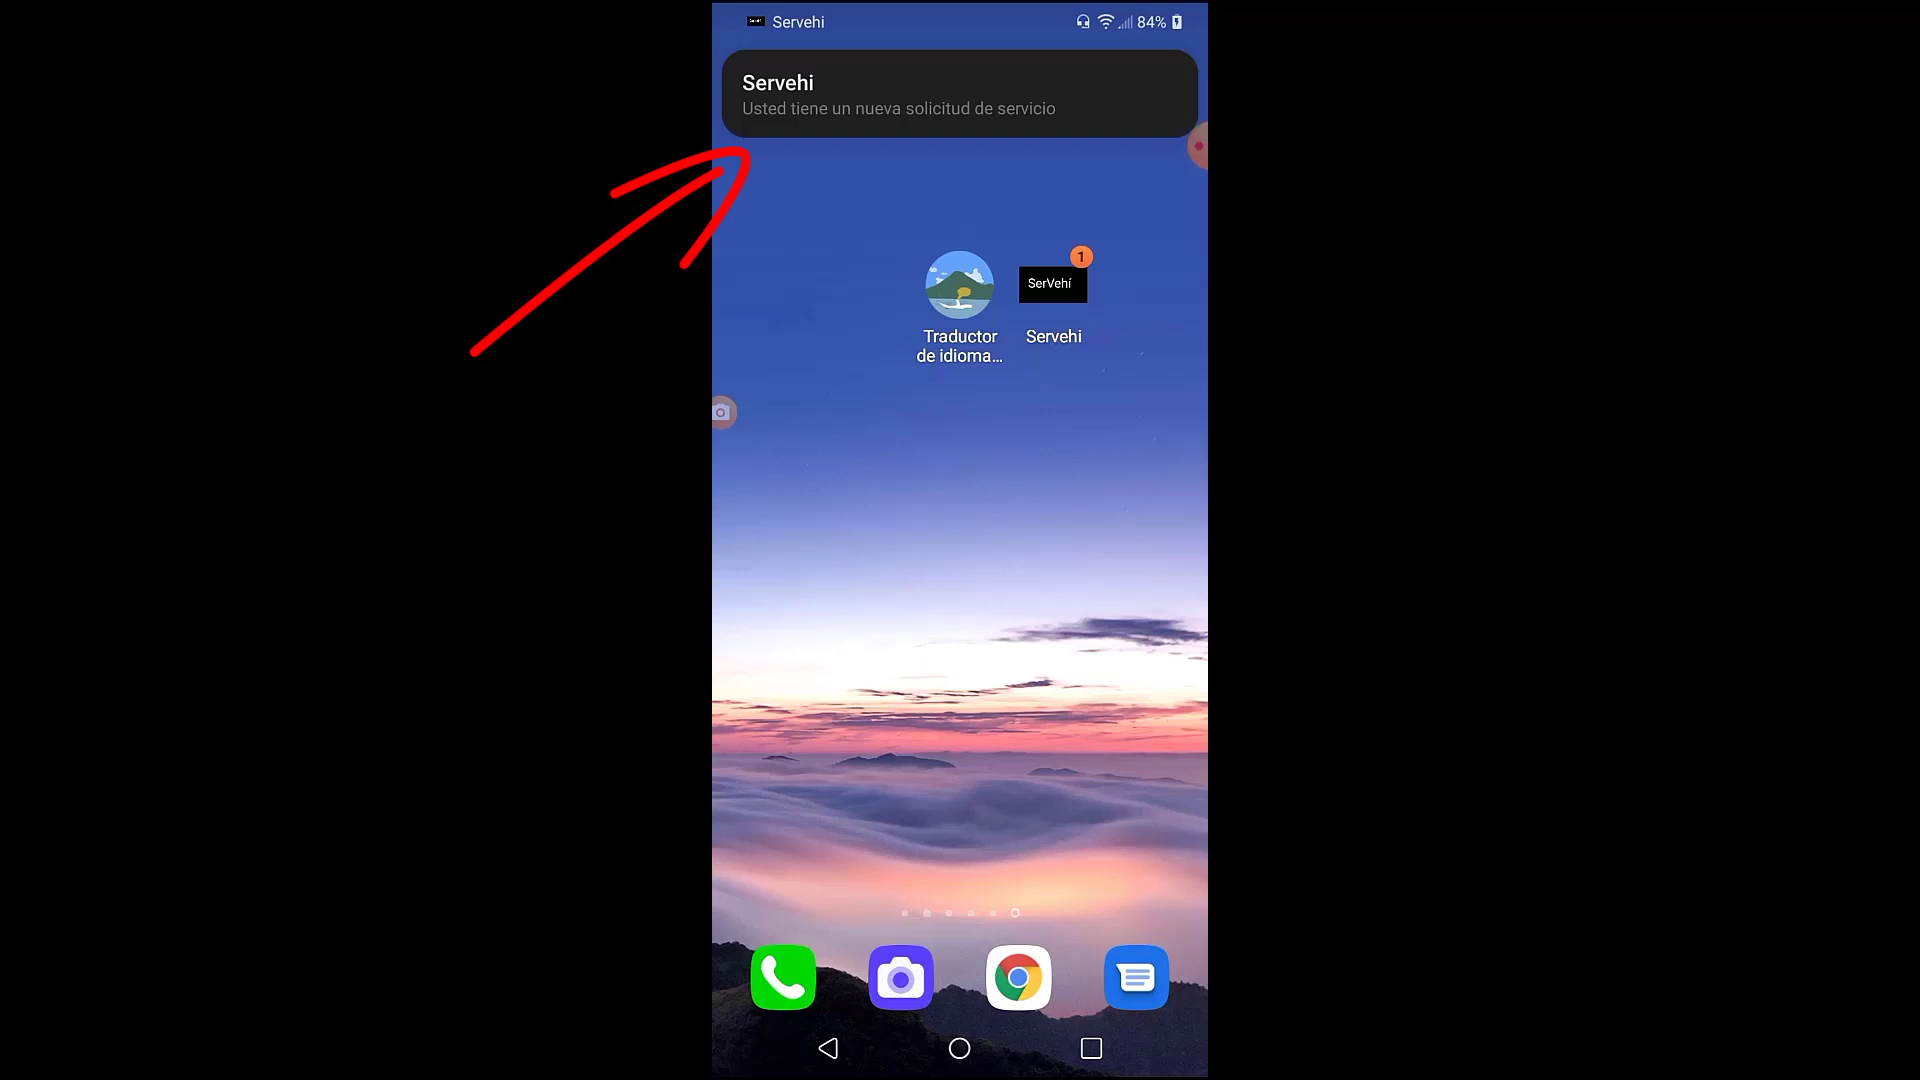 Servehi
84%
Servehi
Usted tiene un nueva solicitud de servicio
1
SerVehí
Traductor
de idioma...
Servehi